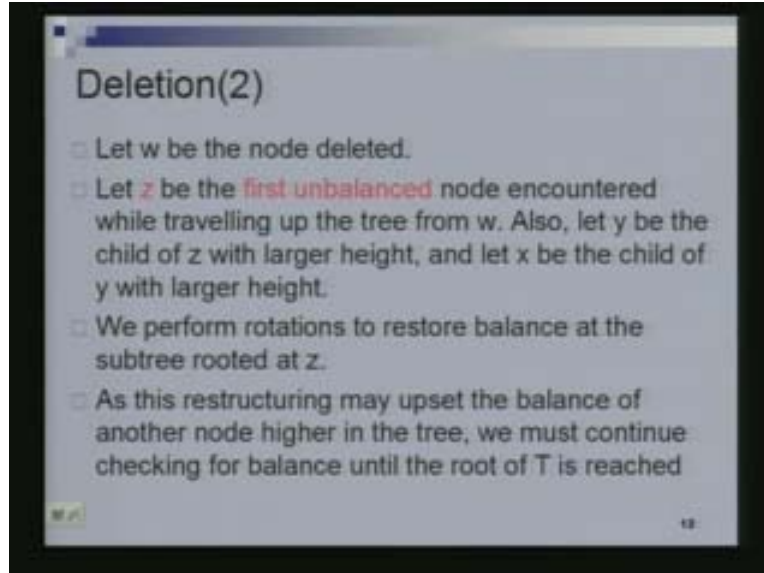 Deletion(2)
Let w be the node deleted.
Let z be the first unbalanced node encountered
while travelling up the tree from w. Also, let y be the
child of z with larger height, and let x be the child of
y with larger height.
We perform rotations to restore balance at the
subtree rooted at z.
As this restructuring may upset the balance of
another node higher in the tree, we must continue
checking for balance until the root of T is reached